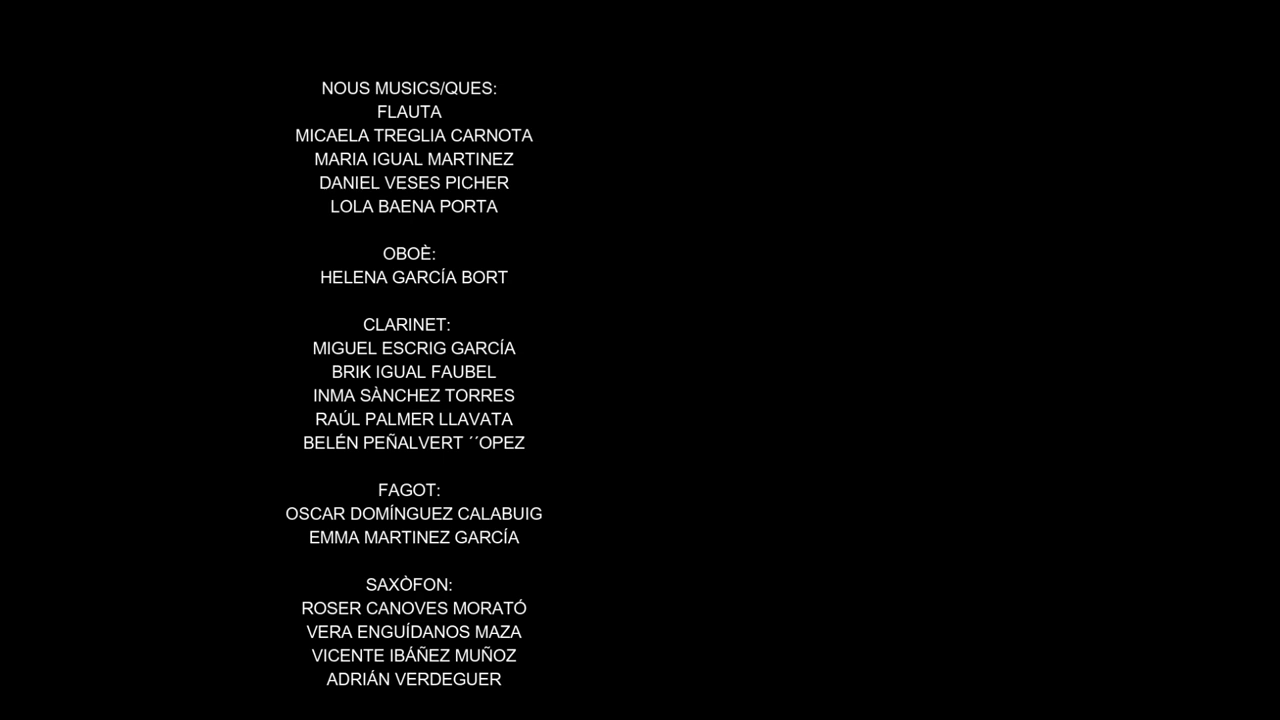 NOUS MUSICS/QUES:
FLAUTA
MICAELA TREGLIA CARNOTA
MARIA IGUAL MARTINEZ
DANIEL VESES PICHER
LOLA BAENA PORTA
OBOÈ:
HELENA GARCÍA BORT
CLARINET:
MIGUEL ESCRIG GARCÍA
BRIK IGUAL FAUBEL
INMA SÀNCHEZ TORRES
RAÚL PALMER LLAVATA
BELÉN PEÑALVERT ´´OPEZ
FAGOT:
OSCAR DOMÍNGUEZ CALABUIG
EMMA MARTINEZ GARCÍA
SAXÒFON:
ROSER CANOVES MORATÓ
VERA ENGUÍDANOS MAZA
VICENTE IBÁÑEZ MUÑOZ
ADRIÁN VERDEGUER